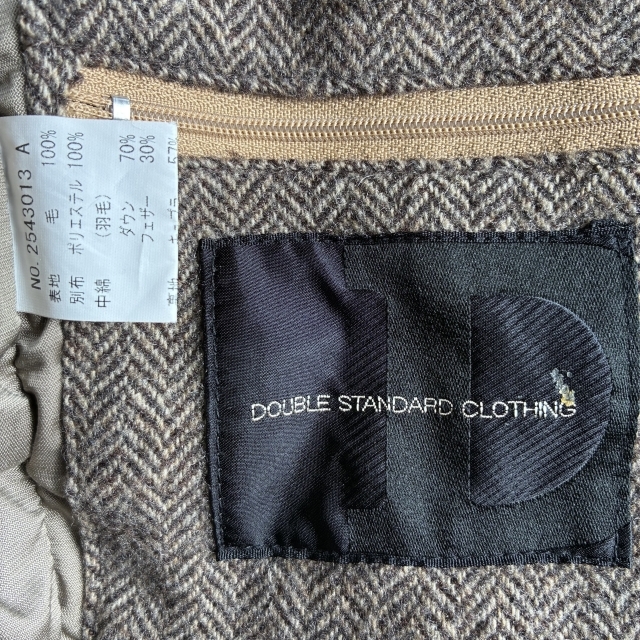 NO. 2543013 A
表地 毛 100%
別布 ポリエステル 100%
中綿 (羽毛)
ダウン 70%
フェザー 30%
DOUBLE STANDARD CLOTHING